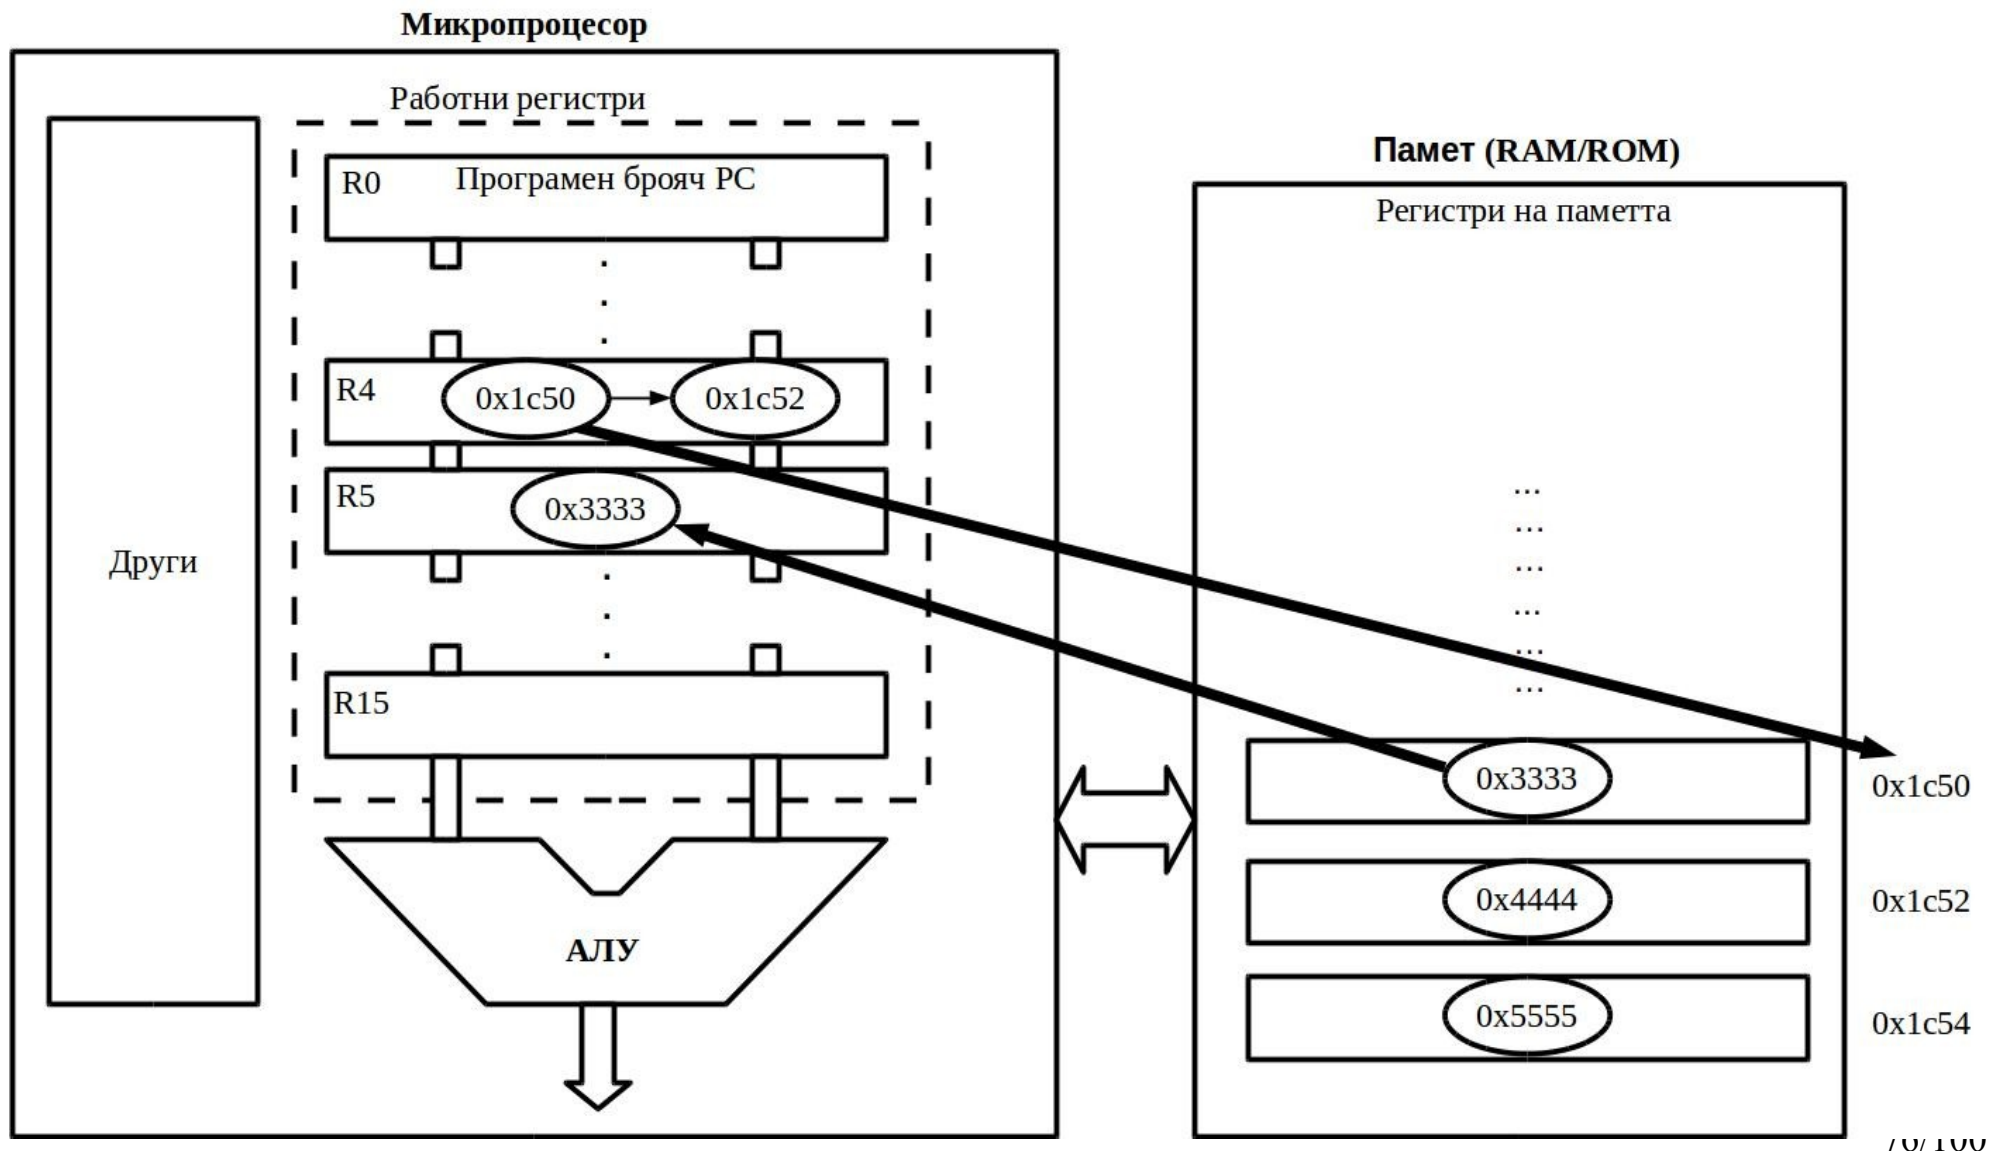 Микропроцесор
Работни регистри
R0 Програмен брояч PC
.
.
.
R4 0x1c50 0x1c52
R5 0x3333
.
.
.
R15
Други
АЛУ
Памет (RAM/ROM)
Регистри на паметта
...
...
...
...
...
...
0x3333 0x1c50
0x4444 0x1c52
0x5555 0x1c54